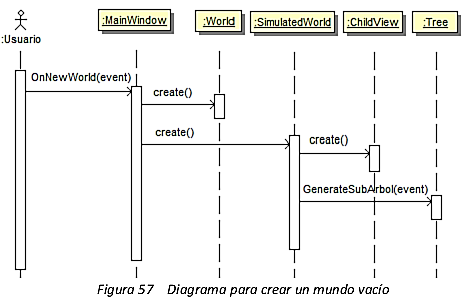 :MainWindow
:World
:SimulatedWorld
:ChildView
:Tree
:Usuario
OnNewWorld(event)
create()
create()
create()
GenerateSubArbol(event)
Figura 57 Diagrama para crear un mundo vacío